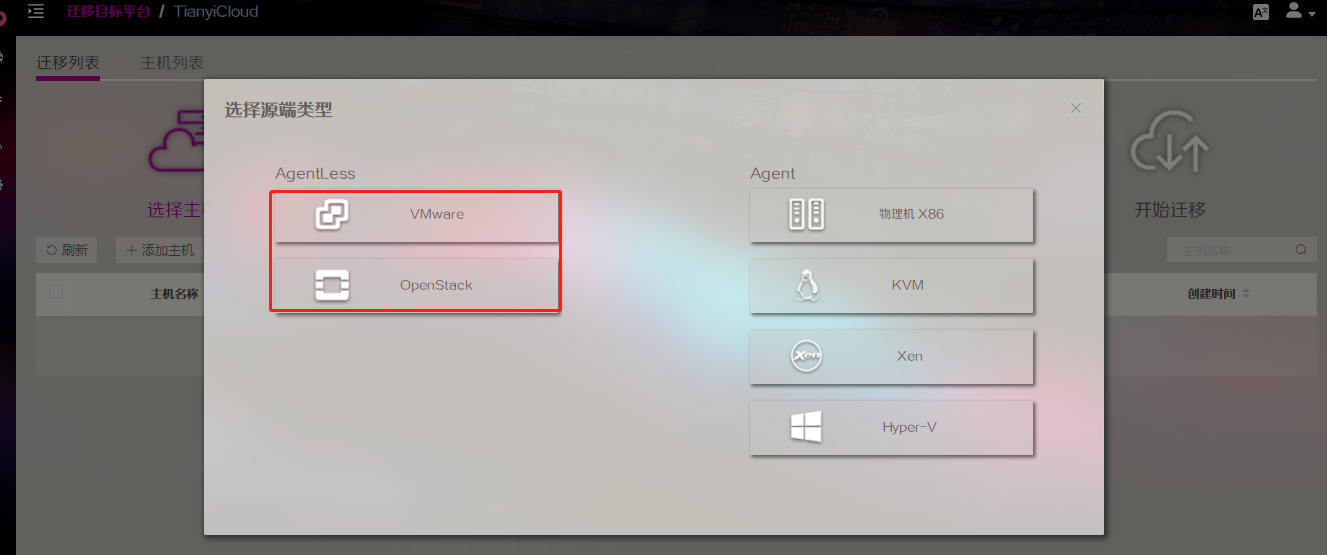 迁移目标平台 / TianyiCloud
迁移列表 主机列表
选择源端类型
AgentLess
VMware
OpenStack
Agent
物理机 X86
KVM
Xen
Hyper-V
选择主
开始迁移
刷新
添加主机
主机名称
主机名称
创建时间